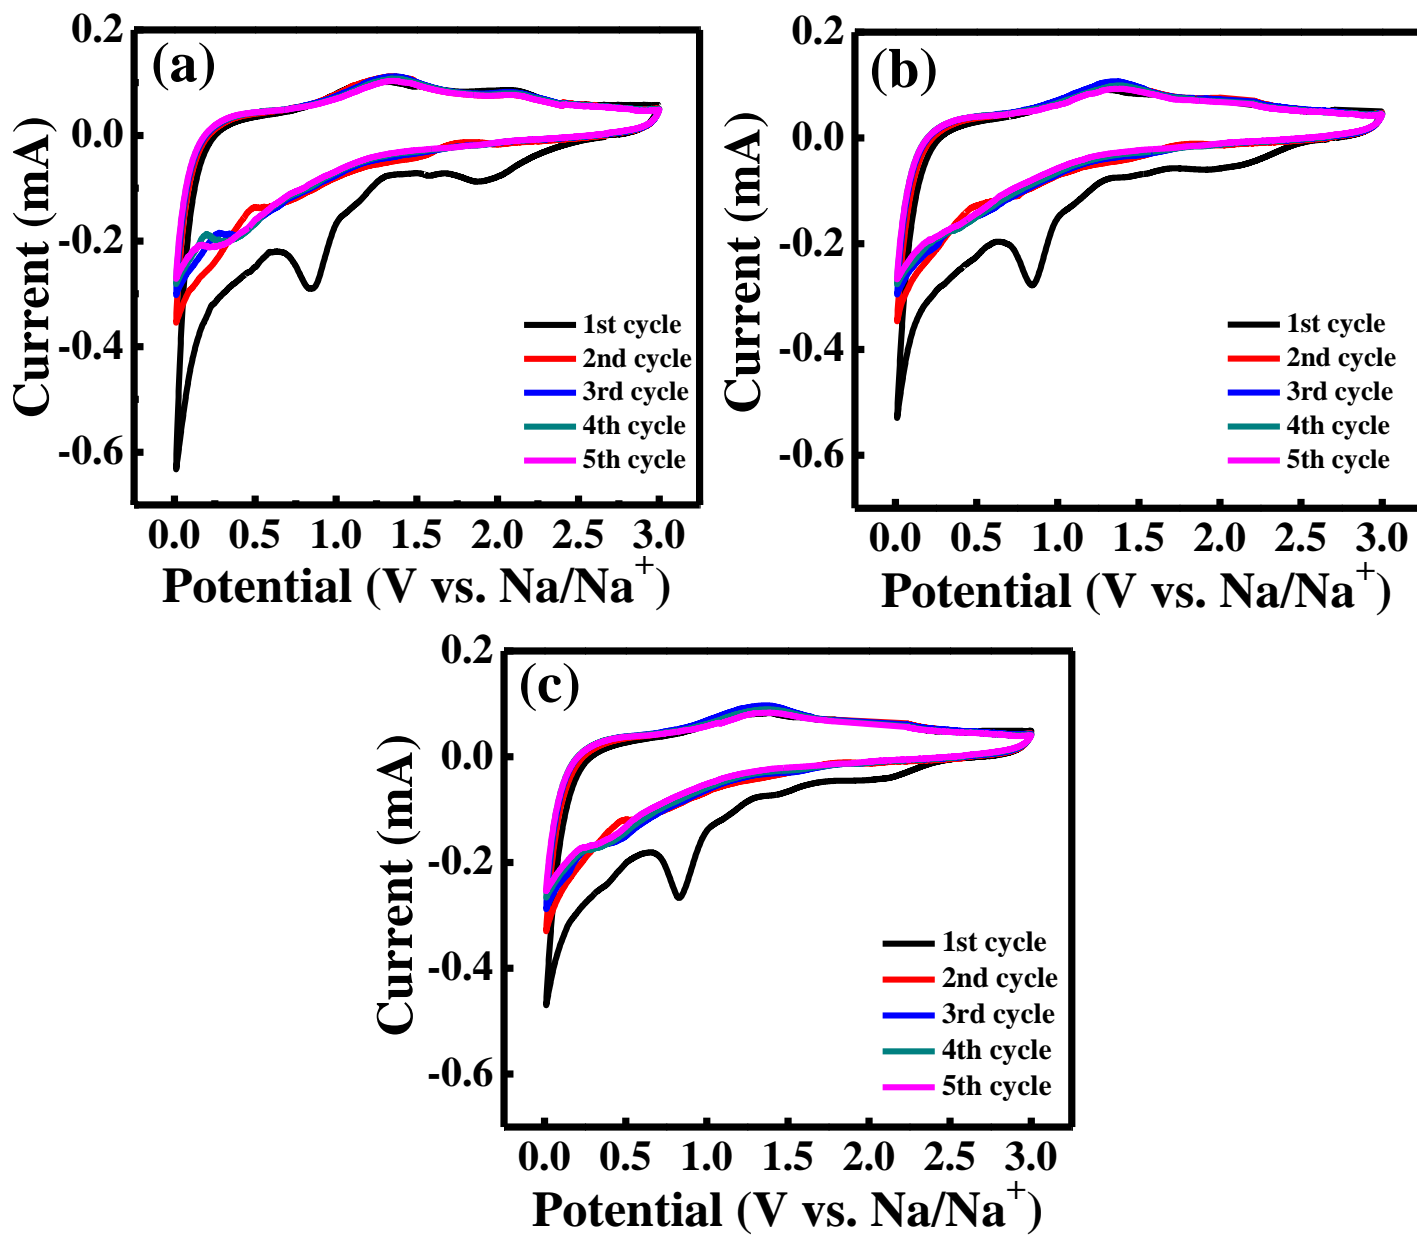 (a)
Current (mA)
0.2
0.0
-0.2
-0.4
-0.6
1st cycle
2nd cycle
3rd cycle
4th cycle
5th cycle
0.0 0.5 1.0 1.5 2.0 2.5 3.0
Potential (V vs. Na/Na⁺)
(b)
Current (mA)
0.2
0.0
-0.2
-0.4
-0.6
1st cycle
2nd cycle
3rd cycle
4th cycle
5th cycle
0.0 0.5 1.0 1.5 2.0 2.5 3.0
Potential (V vs. Na/Na⁺)
(c)
Current (mA)
0.2
0.0
-0.2
-0.4
-0.6
1st cycle
2nd cycle
3rd cycle
4th cycle
5th cycle
0.0 0.5 1.0 1.5 2.0 2.5 3.0
Potential (V vs. Na/Na⁺)